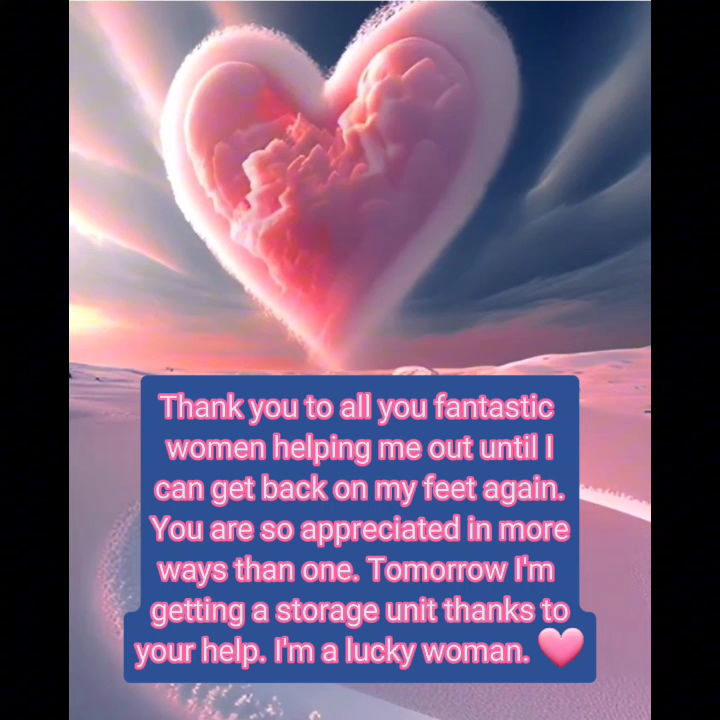 Thank you to all you fantastic
women helping me out until I
can get back on my feet again.
You are so appreciated in more
ways than one. Tomorrow I'm
getting a storage unit thanks to
your help. I'm a lucky woman. 🩷